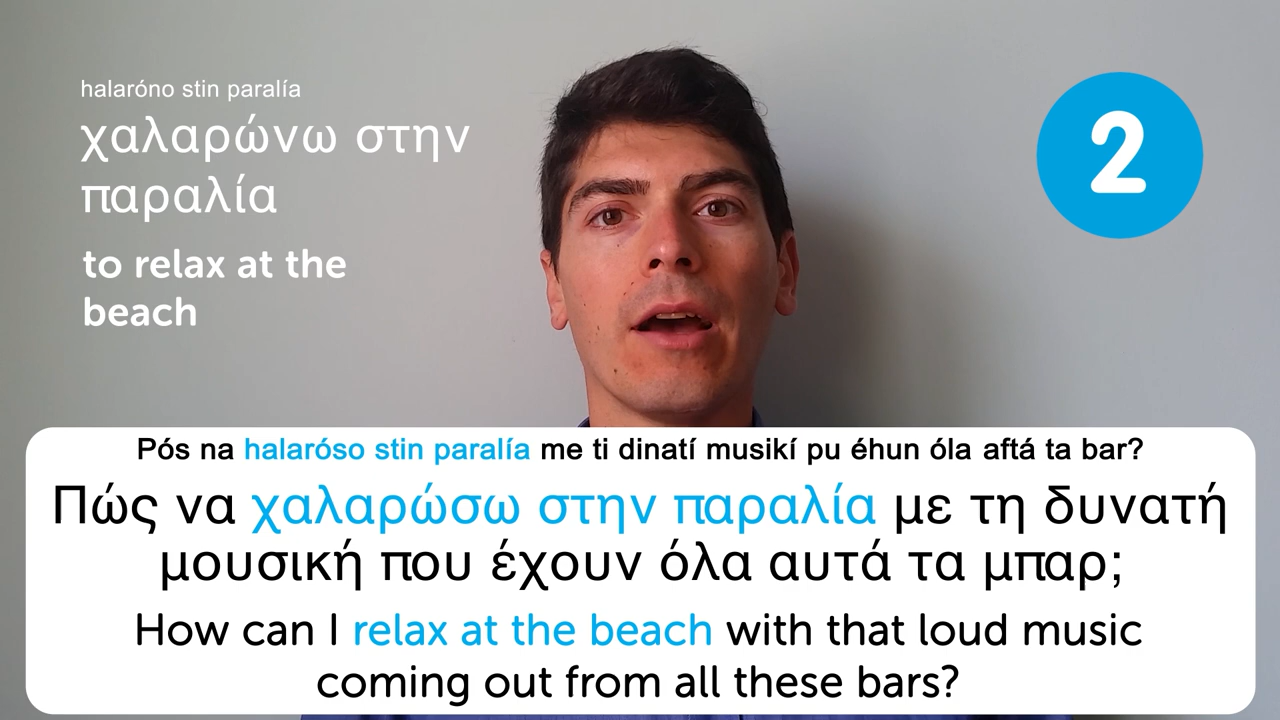 halaróno stin paralía
χαλαρώνω στην
παραλία
to relax at the
beach
2
Pós na halaróso stin paralía me ti dinatí musikí pu éhun óla aftá ta bar?
Πώς να χαλαρώσω στην παραλία με τη δυνατή
μουσική που έχουν όλα αυτά τα μπαρ;
How can I relax at the beach with that loud music
coming out from all these bars?